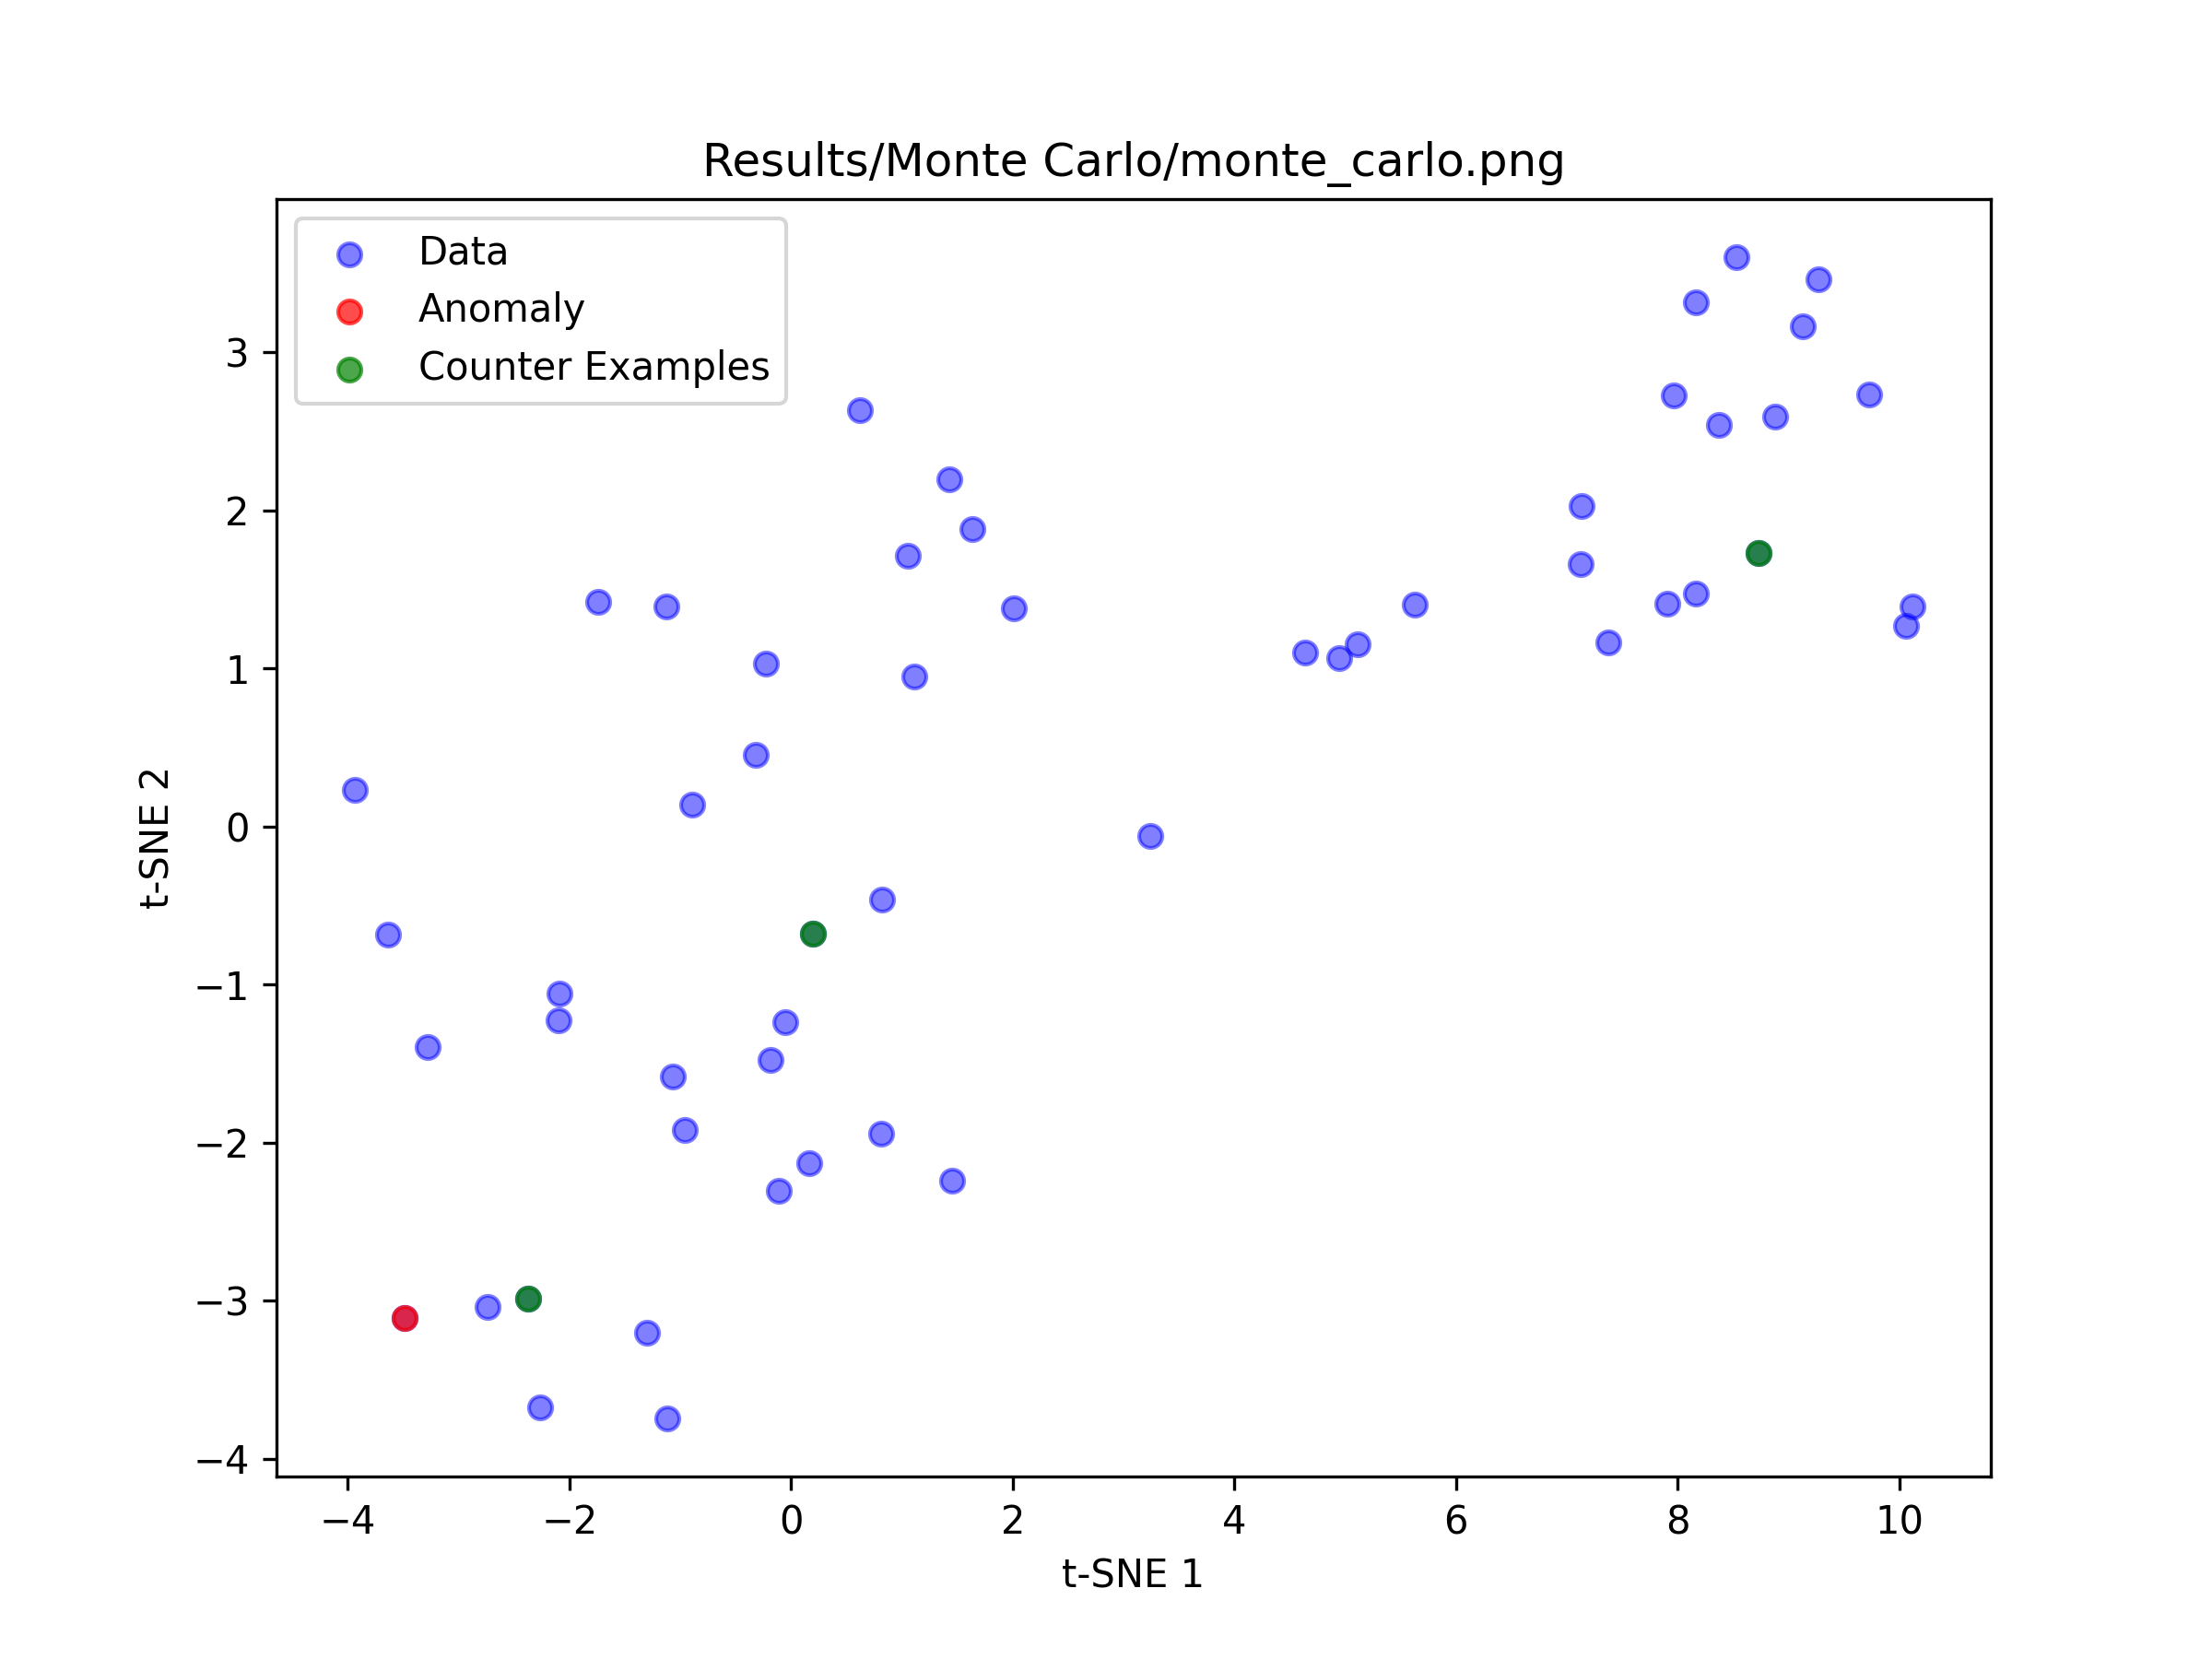 Results/Monte Carlo/monte_carlo.png
Data
Anomaly
Counter Examples
3
2
1
0
−1
−2
−3
−4
t-SNE 2
−4 −2 0 2 4 6 8 10
t-SNE 1